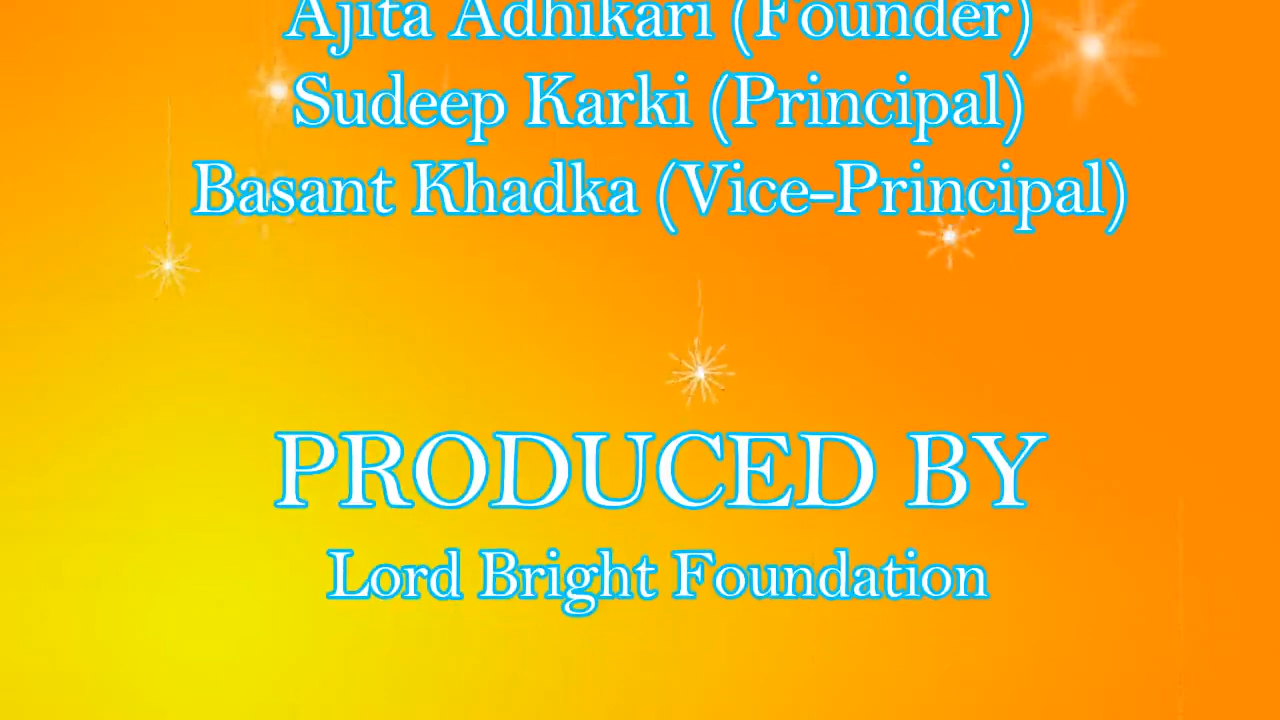 Ajita Adhikari (Founder)
Sudeep Karki (Principal)
Basant Khadka (Vice-Principal)
PRODUCED BY
Lord Bright Foundation